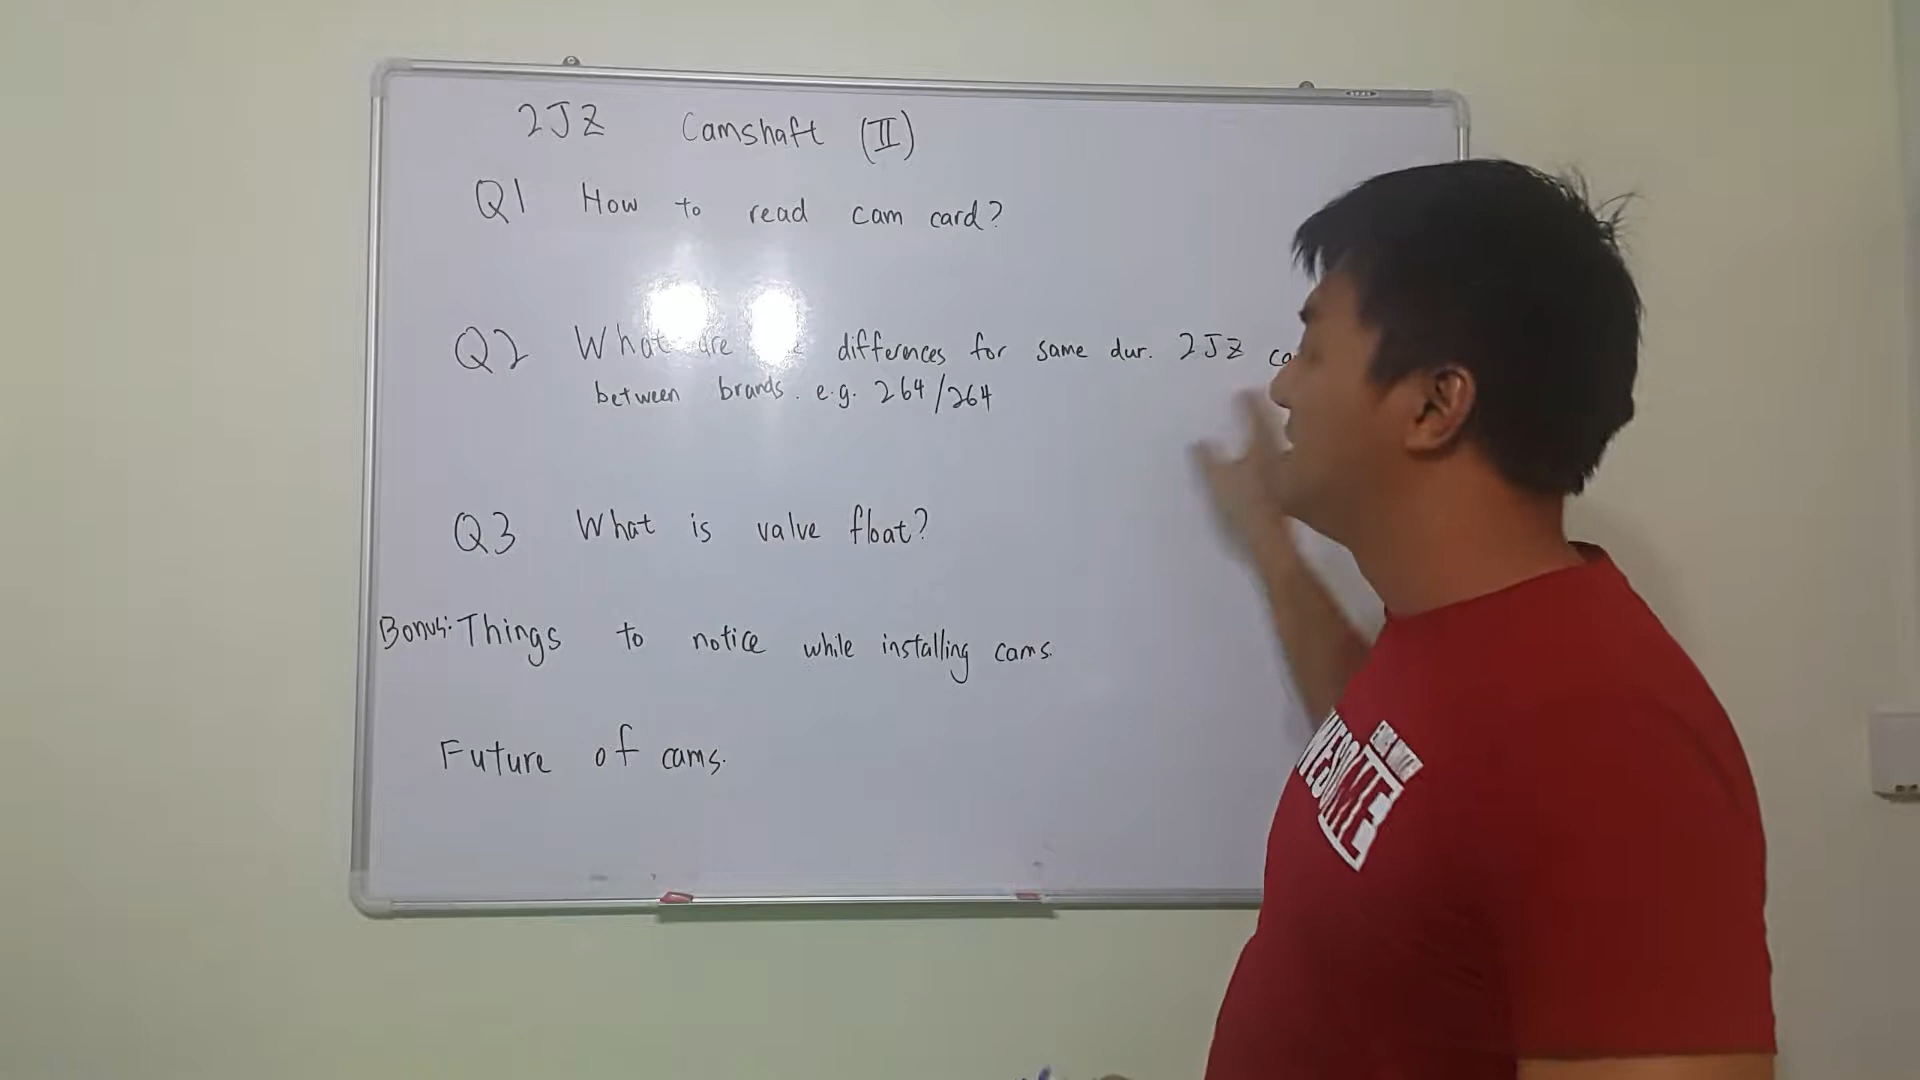 2JZ Camshaft (II)
Q1 How to read cam card?
Q2 What are differences for same dur. 2JZ
between brands. e.g. 264/264
Q3 What is valve float?
Bonus: Things to notice while installing cams.
Future of cams.
AWESOME